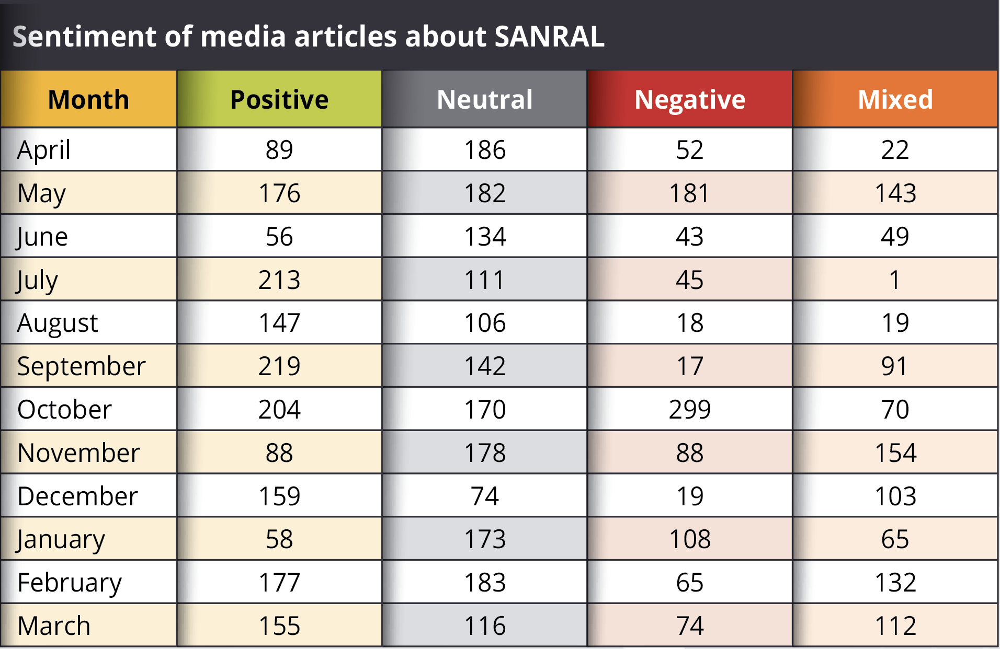 Sentiment of media articles about SANRAL
Month Positive Neutral Negative Mixed
April 89 186 52 22
May 176 182 181 143
June 56 134 43 49
July 213 111 45 1
August 147 106 18 19
September 219 142 17 91
October 204 170 299 70
November 88 178 88 154
December 159 74 19 103
January 58 173 108 65
February 177 183 65 132
March 155 116 74 112